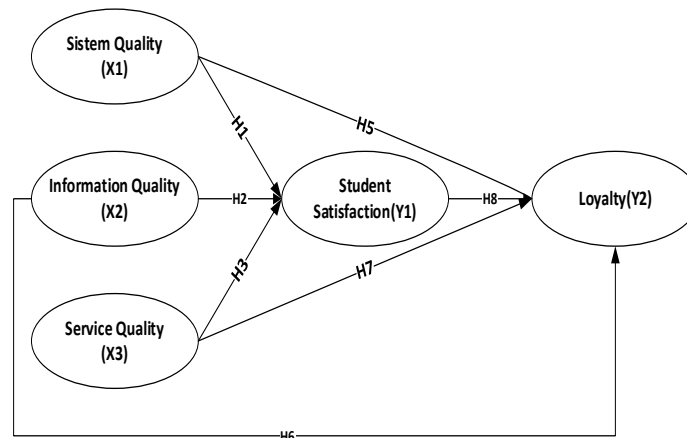 Sistem Quality
(X1)
H1
H5
Information Quality
(X2)
H2
Student
Satisfaction(Y1)
H8
Loyalty(Y2)
H3
H7
Service Quality
(X3)
H6